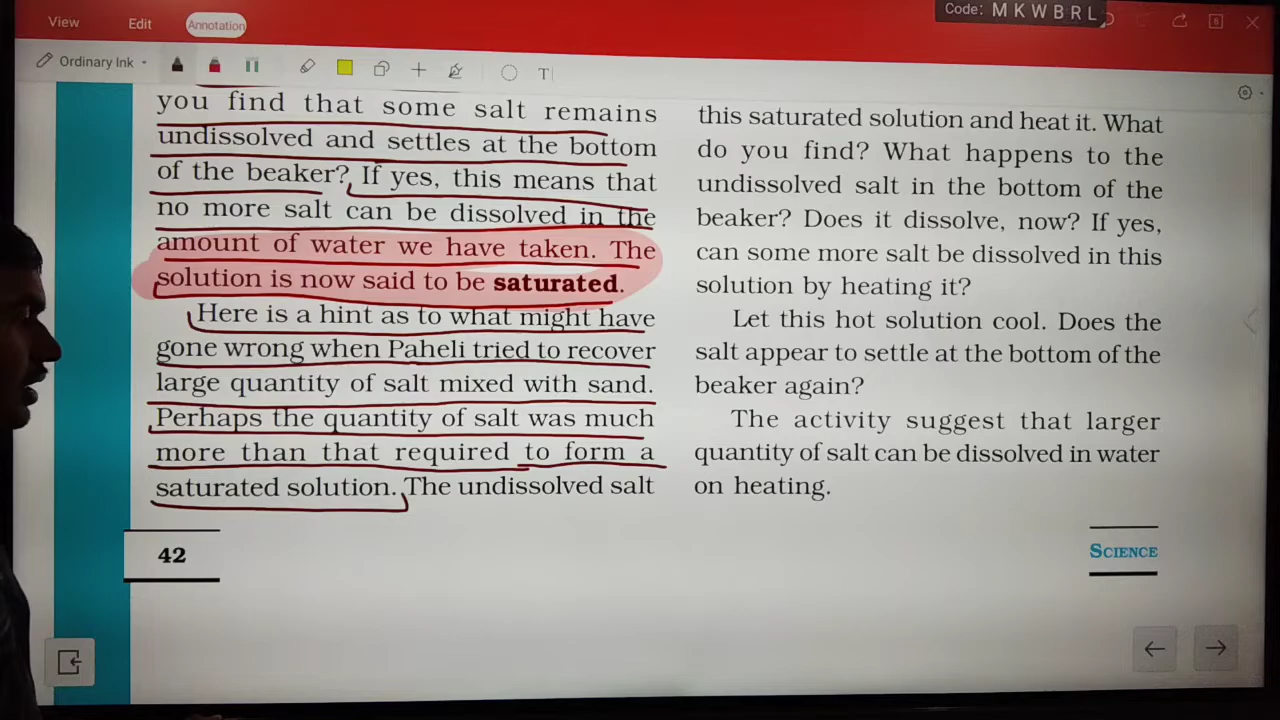 Code: M K W B R L
View Edit Annotation
6
Ordinary Ink
T
you find that some salt remains
undissolved and settles at the bottom
of the beaker? If yes, this means that
no more salt can be dissolved in the
amount of water we have taken. The
solution is now said to be saturated.
Here is a hint as to what might have
gone wrong when Paheli tried to recover
large quantity of salt mixed with sand.
Perhaps the quantity of salt was much
more than that required to form a
saturated solution. The undissolved salt
42
this saturated solution and heat it. What
do you find? What happens to the
undissolved salt in the bottom of the
beaker? Does it dissolve, now? If yes,
can some more salt be dissolved in this
solution by heating it?
Let this hot solution cool. Does the
salt appear to settle at the bottom of the
beaker again?
The activity suggest that larger
quantity of salt can be dissolved in water
on heating.
SCIENCE